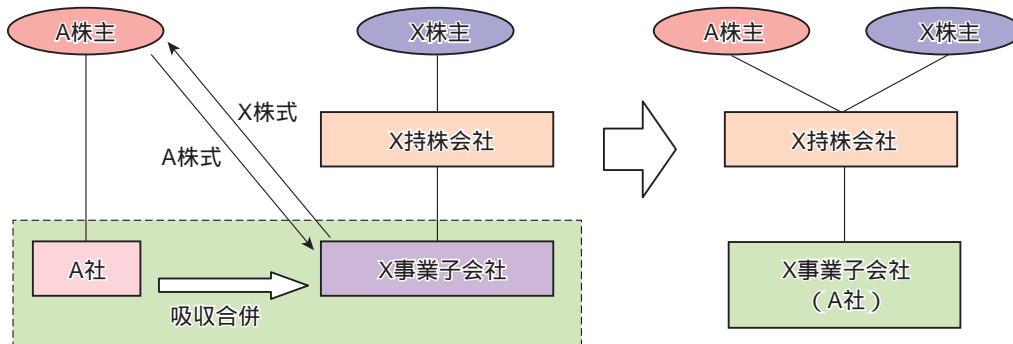 A株主
X株主
X株式
A株式
X持株会社
A社
吸収合併
X事業子会社
A株主
X株主
X持株会社
X事業子会社
（A社）